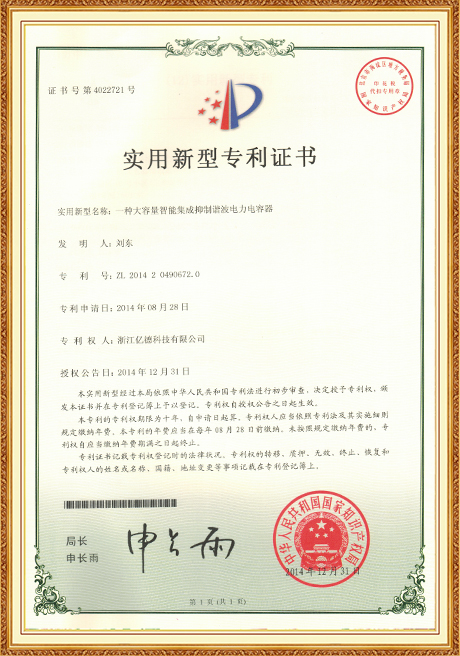 证书号第4022721号
实用新型专利证书
实用新型名称：一种大容量智能集成抑制谐波电力电容器
发 明 人：刘东
专 利 号：ZL 2014 2 0490672.0
专利申请日：2014年08月28日
专 利 权 人：浙江亿德科技有限公司
授权公告日：2014年12月31日
本实用新型经过本局依照中华人民共和国专利法进行初步审查，决定授予专利权，颁
发本证书并在专利登记簿上予以登记。专利权自授权公告之日起生效。
本专利的专利权期限为十年，自申请日起算。专利权人应当依照专利法及其实施细则
规定缴纳年费。本专利的年费应当在每年08月28日前缴纳。未按照规定缴纳年费的，专
利权自应当缴纳年费期满之日起终止。
专利证书记载专利权登记时的法律状况。专利权的转移、质押、无效、终止、恢复和
专利权人的姓名或名称、国籍、地址变更等事项记载在专利登记簿上。
局长
申长雨
申长雨
中华人民共和国国家知识产权局
2014年12月31日
第 1 页 (共 1 页)